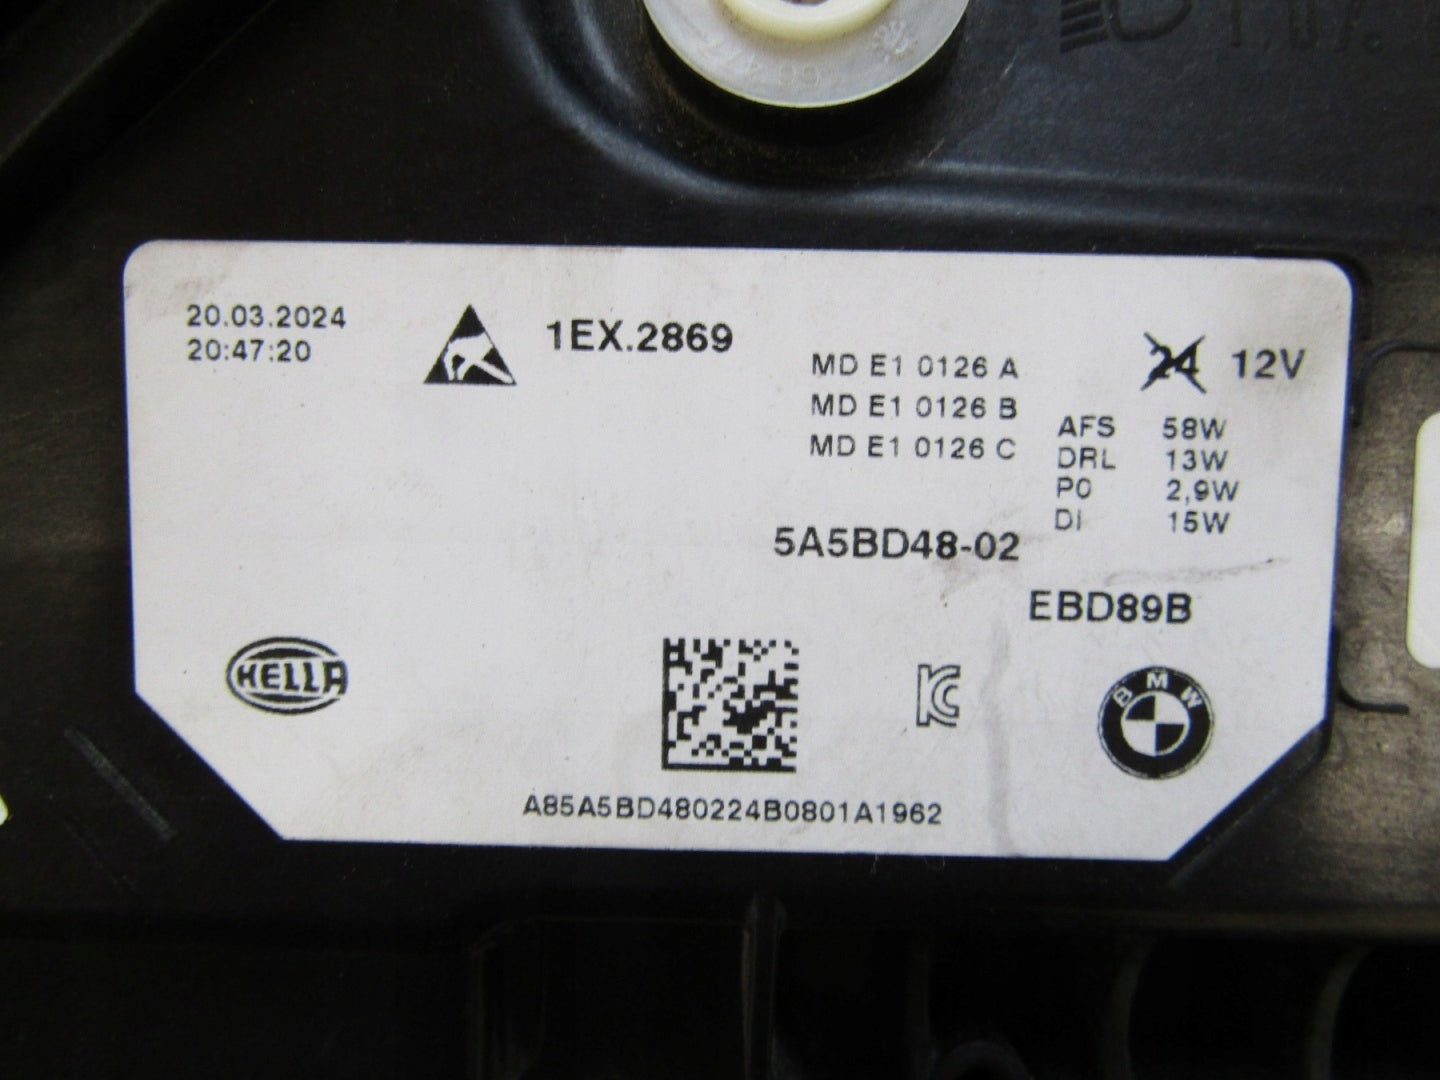 20.03.2024
20:47:20
1EX.2869
MD E1 0126 A
MD E1 0126 B
MD E1 0126 C
24 12V
AFS 58W
DRL 13W
P0 2,9W
DI 15W
5A5BD48-02
EBD89B
HELLA
BMW
A85A5BD480224B0801A1962